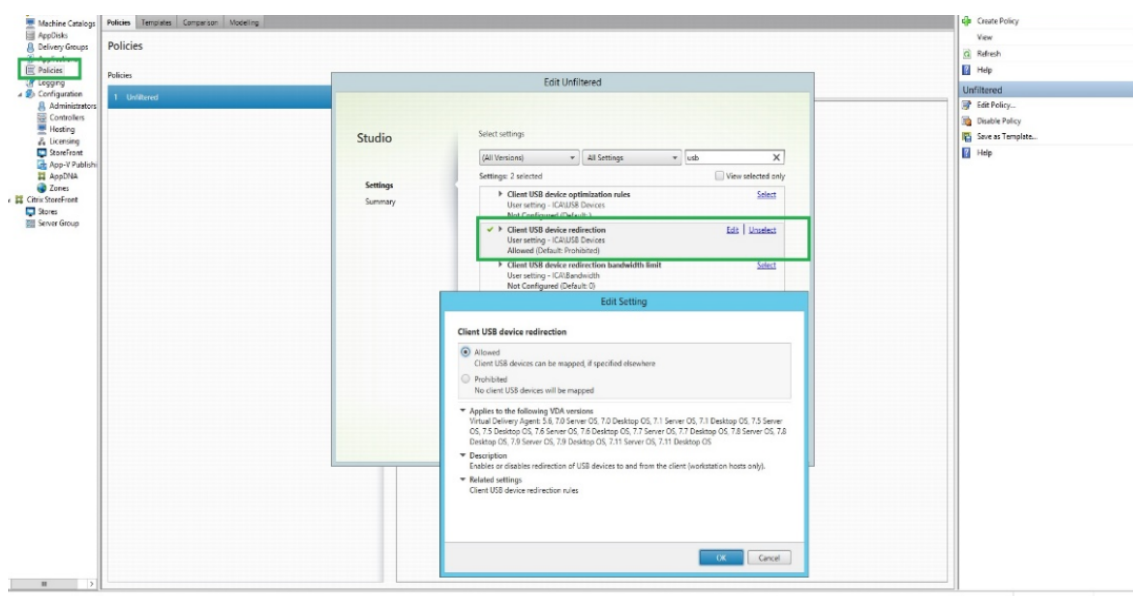 Machine Catalogs
AppDisks
Delivery Groups
Policies
Logging
Configuration
Administrators
Controllers
Hosting
Licensing
StoreFront
App-V Publishi
AppDNA
Zones
Citrix StoreFront
Stores
Server Group
Policies Templates Comparison Modeling
Policies
Policies
1 Unfiltered
Edit Unfiltered
Studio
Settings
Summary
Select settings
(All Versions) All Settings usb X
Settings: 2 selected View selected only
Client USB device optimization rules Select
User setting - ICA\USB Devices
Not Configured (Default: )
Client USB device redirection Edit | Unselect
User setting - ICA\USB Devices
Allowed (Default: Prohibited)
Client USB device redirection bandwidth limit Select
User setting - ICA\Bandwidth
Not Configured (Default: 0)
Edit Setting
Client USB device redirection
Allowed
Client USB devices can be mapped, if specified elsewhere
Prohibited
No client USB devices will be mapped
Applies to the following VDA versions
Virtual Delivery Agent: 5.6, 7.0 Server OS, 7.0 Desktop OS, 7.1 Server OS, 7.1 Desktop OS, 7.5 Server
OS, 7.5 Desktop OS, 7.6 Server OS, 7.6 Desktop OS, 7.7 Server OS, 7.7 Desktop OS, 7.8 Server OS, 7.8
Desktop OS, 7.9 Server OS, 7.9 Desktop OS, 7.11 Server OS, 7.11 Desktop OS
Description
Enables or disables redirection of USB devices to and from the client (workstation hosts only).
Related settings
Client USB device redirection rules
OK Cancel
Create Policy
View
Refresh
Help
Unfiltered
Edit Policy...
Disable Policy
Save as Template...
Help